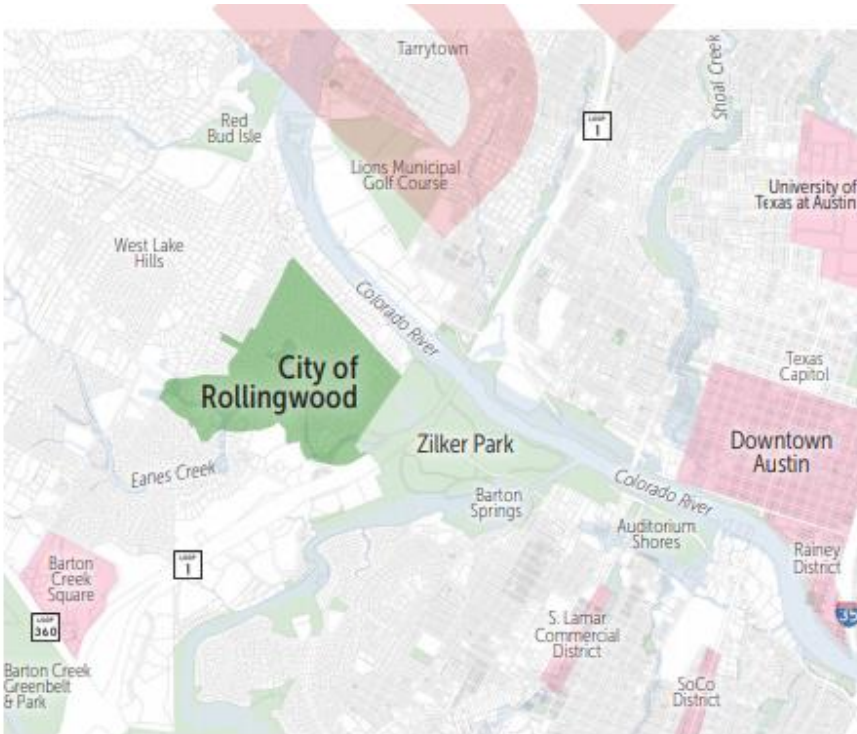 Tarrytown
Shoal Creek
Red
Bud Isle
LOOP
1
Lions Municipal
Golf Course
University of
Texas at Austin
West Lake
Hills
Colorado River
Texas
Capitol
City of
Rollingwood
Zilker Park
Downtown
Austin
Eanes Creek
Barton
Springs
Colorado River
Auditorium
Shores
Rainey
District
Barton
Creek
Square
LOOP
1
LOOP
360
35
S. Lamar
Commercial
District
Barton Creek
Greenbelt
& Park
SoCo
District